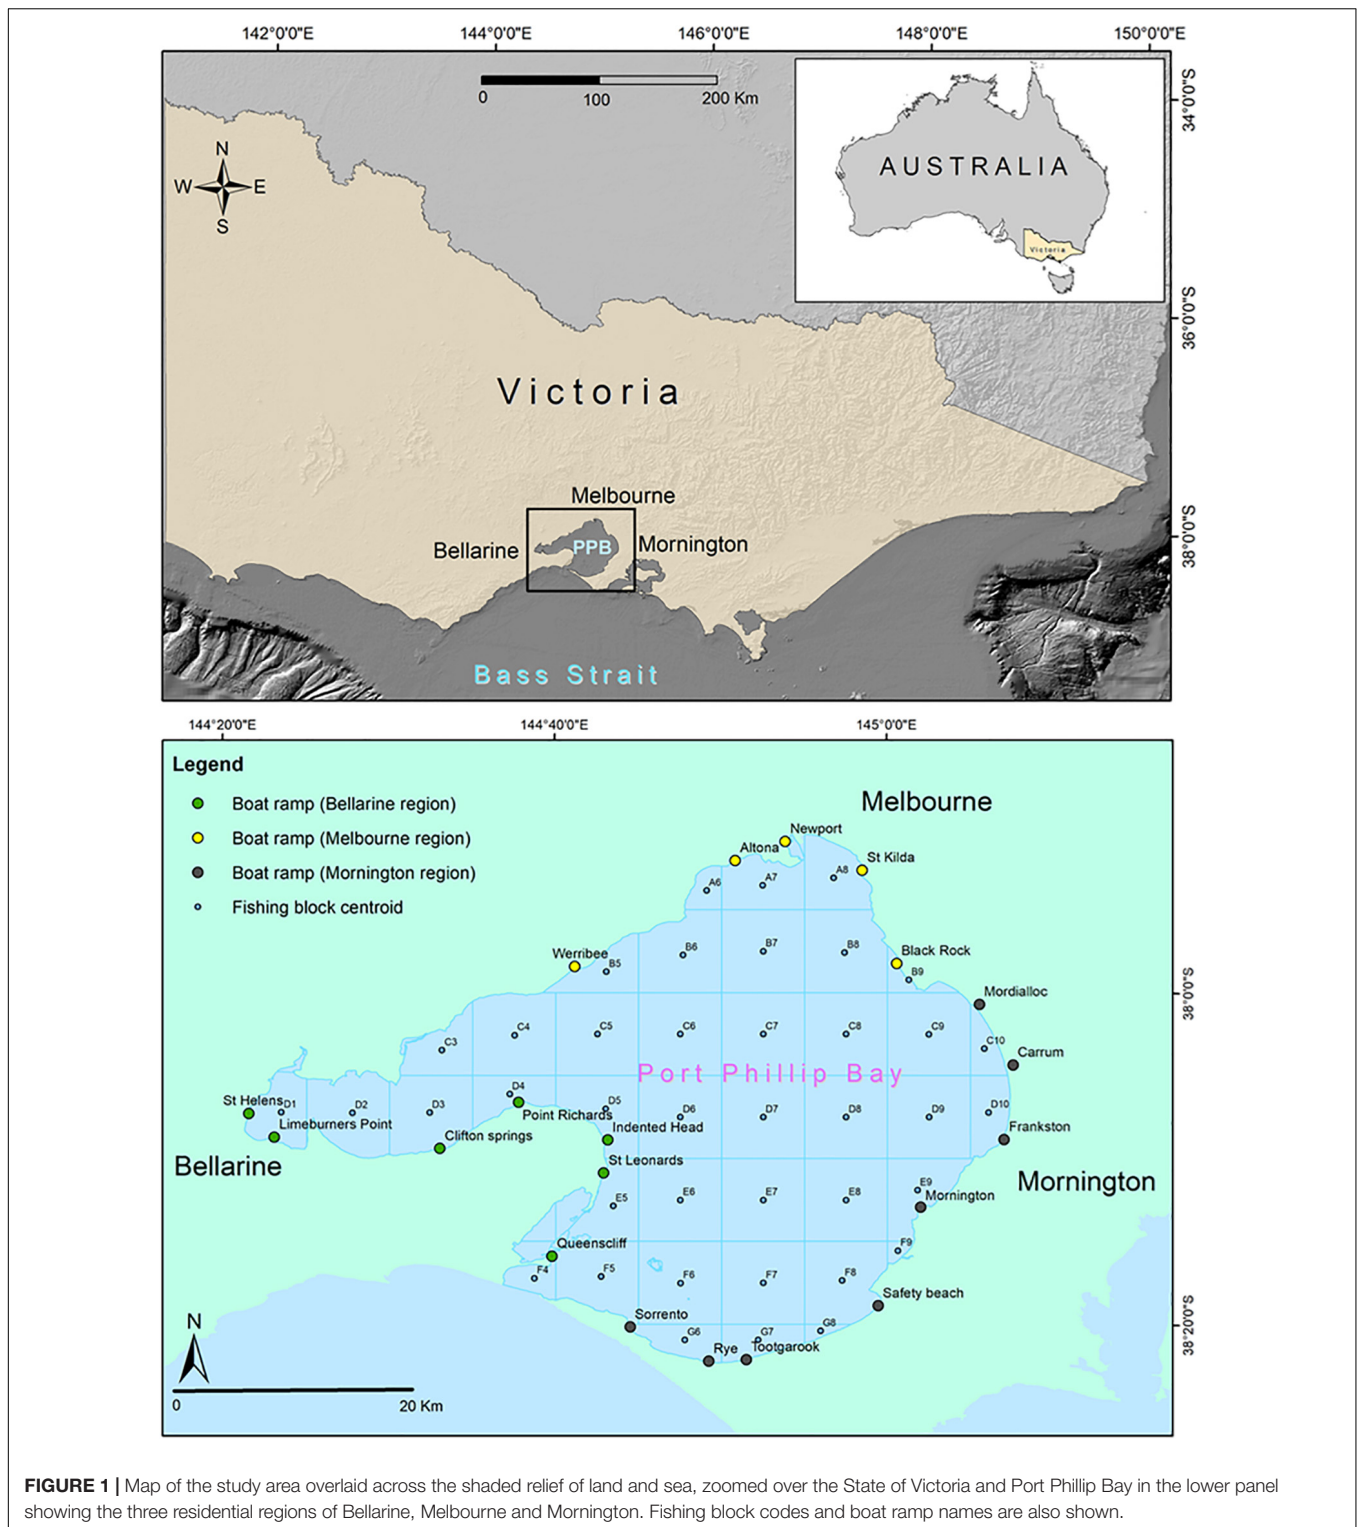 142°0'0"E
144°0'0"E
146°0'0"E
148°0'0"E
150°0'0"E
0
100
200 Km
34°0'0"S
N
W
E
S
AUSTRALIA
Victoria
36°0'0"S
Victoria
Melbourne
Bellarine
PPB
Mornington
38°0'0"S
Bass Strait
144°20'0"E
144°40'0"E
145°0'0"E
Legend
Boat ramp (Bellarine region)
Boat ramp (Melbourne region)
Boat ramp (Mornington region)
Fishing block centroid
Melbourne
Newport
Altona
St Kilda
A6
A7
A8
Werribee
B5
B6
B7
B8
Black Rock
B9
Mordialloc
38°0'0"S
C3
C4
C5
C6
C7
C8
C9
C10
Carrum
Port Phillip Bay
St Helens
D1
D2
D3
D4
D5
D6
D7
D8
D9
D10
Limeburners Point
Point Richards
Clifton springs
Indented Head
Frankston
Bellarine
St Leonards
Mornington
E5
E6
E7
E8
E9
Mornington
Queenscliff
F4
F5
F6
F7
F8
F9
Safety beach
Sorrento
G6
G7
G8
Rye
Tootgarook
38°20'0"S
N
0
20 Km
FIGURE 1 | Map of the study area overlaid across the shaded relief of land and sea, zoomed over the State of Victoria and Port Phillip Bay in the lower panel
showing the three residential regions of Bellarine, Melbourne and Mornington. Fishing block codes and boat ramp names are also shown.